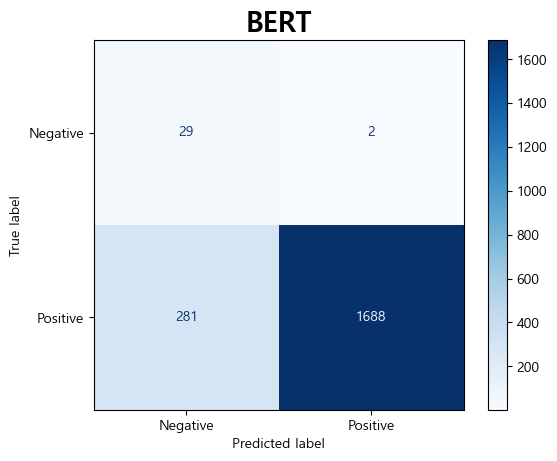 BERT
True label
Negative
Positive
29
2
281
1688
Negative
Positive
Predicted label
1600
1400
1200
1000
800
600
400
200